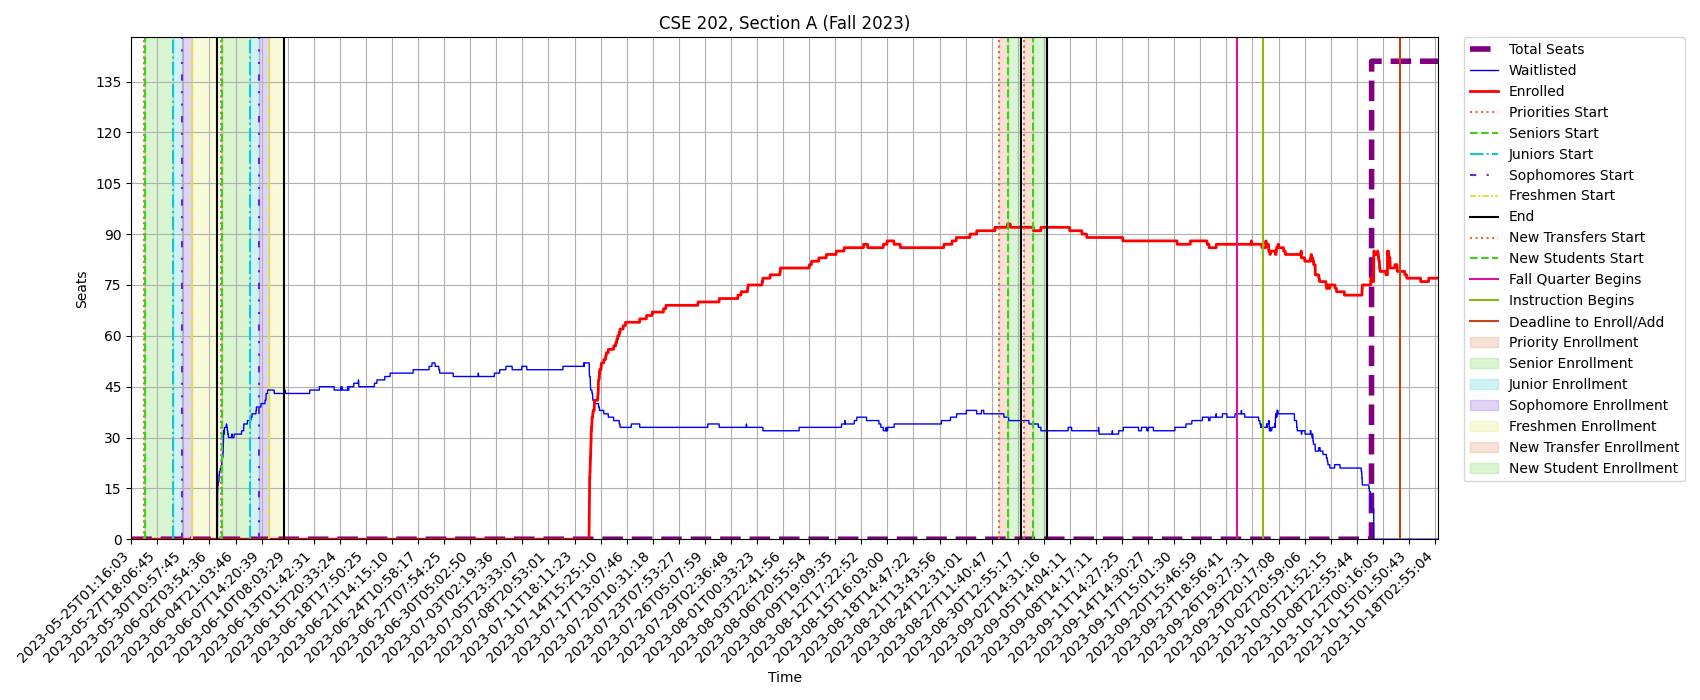 CSE 202, Section A (Fall 2023)
Seats
135
120
105
90
75
60
45
30
15
0
2023-05-25T01:16:03
2023-05-27T18:06:45
2023-05-30T10:57:45
2023-06-02T03:54:36
2023-06-04T21:03:46
2023-06-07T14:20:39
2023-06-10T08:03:29
2023-06-13T01:42:31
2023-06-15T20:33:24
2023-06-18T17:50:25
2023-06-21T14:15:10
2023-06-24T10:58:17
2023-06-27T07:54:25
2023-06-30T05:02:50
2023-07-03T02:19:36
2023-07-05T23:33:07
2023-07-08T20:53:01
2023-07-11T18:11:23
2023-07-14T15:25:10
2023-07-17T13:07:46
2023-07-20T10:31:18
2023-07-23T07:53:27
2023-07-26T05:07:59
2023-07-29T02:36:48
2023-08-01T00:33:23
2023-08-03T22:41:56
2023-08-06T20:55:54
2023-08-09T19:09:35
2023-08-12T17:22:52
2023-08-15T16:03:00
2023-08-18T14:47:22
2023-08-21T13:43:56
2023-08-24T12:31:01
2023-08-27T11:40:47
2023-08-30T12:55:17
2023-09-02T14:31:16
2023-09-05T14:04:11
2023-09-08T14:17:11
2023-09-11T14:27:25
2023-09-14T14:30:27
2023-09-17T15:01:30
2023-09-20T15:46:59
2023-09-23T18:56:41
2023-09-26T19:27:31
2023-09-29T20:17:08
2023-10-02T20:59:06
2023-10-05T21:52:15
2023-10-08T22:55:44
2023-10-12T00:16:05
2023-10-15T01:50:43
2023-10-18T02:55:04
Time
Total Seats
Waitlisted
Enrolled
Priorities Start
Seniors Start
Juniors Start
Sophomores Start
Freshmen Start
End
New Transfers Start
New Students Start
Fall Quarter Begins
Instruction Begins
Deadline to Enroll/Add
Priority Enrollment
Senior Enrollment
Junior Enrollment
Sophomore Enrollment
Freshmen Enrollment
New Transfer Enrollment
New Student Enrollment